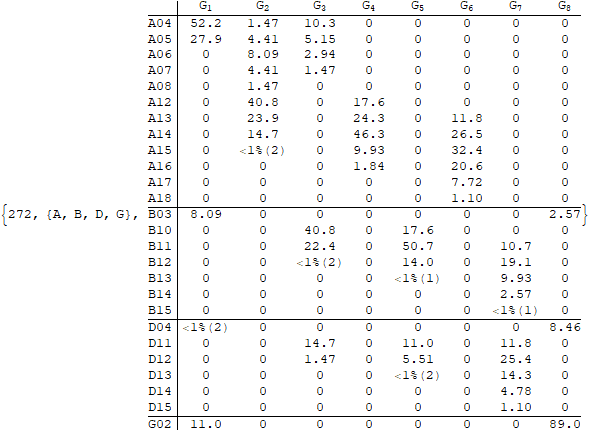 G1 G2 G3 G4 G5 G6 G7 G8
A04 52.2 1.47 10.3 0 0 0 0 0
A05 27.9 4.41 5.15 0 0 0 0 0
A06 0 8.09 2.94 0 0 0 0 0
A07 0 4.41 1.47 0 0 0 0 0
A08 0 1.47 0 0 0 0 0 0
A12 0 40.8 0 17.6 0 0 0 0
A13 0 23.9 0 24.3 0 11.8 0 0
A14 0 14.7 0 46.3 0 26.5 0 0
A15 0 <1%(2) 0 9.93 0 32.4 0 0
A16 0 0 0 1.84 0 20.6 0 0
A17 0 0 0 0 0 7.72 0 0
A18 0 0 0 0 0 1.10 0 0
{272, {A, B, D, G}, B03 8.09 0 0 0 0 0 0 2.57}
B10 0 0 40.8 0 17.6 0 0 0
B11 0 0 22.4 0 50.7 0 10.7 0
B12 0 0 <1%(2) 0 14.0 0 19.1 0
B13 0 0 0 0 <1%(1) 0 9.93 0
B14 0 0 0 0 0 0 2.57 0
B15 0 0 0 0 0 0 <1%(1) 0
D04 <1%(2) 0 0 0 0 0 0 8.46
D11 0 0 14.7 0 11.0 0 11.8 0
D12 0 0 1.47 0 5.51 0 25.4 0
D13 0 0 0 0 <1%(2) 0 14.3 0
D14 0 0 0 0 0 0 4.78 0
D15 0 0 0 0 0 0 1.10 0
G02 11.0 0 0 0 0 0 0 89.0